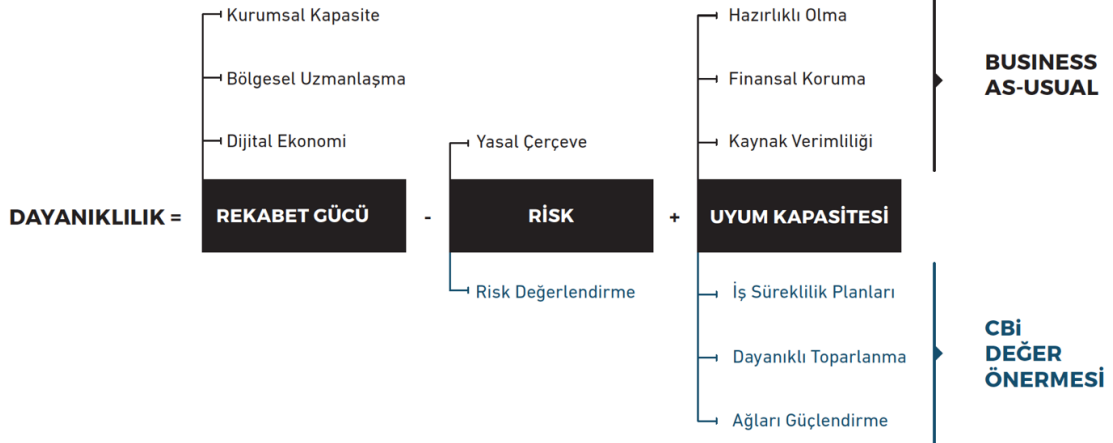 Kurumsal Kapasite
Bölgesel Uzmanlaşma
Dijital Ekonomi
Yasal Çerçeve
Hazırlıklı Olma
Finansal Koruma
Kaynak Verimliliği
BUSINESS
AS-USUAL
DAYANIKLILIK = REKABET GÜCÜ - RİSK + UYUM KAPASİTESİ
Risk Değerlendirme
İş Süreklilik Planları
Dayanıklı Toparlanma
Ağları Güçlendirme
CBi
DEĞER
ÖNERMESİ